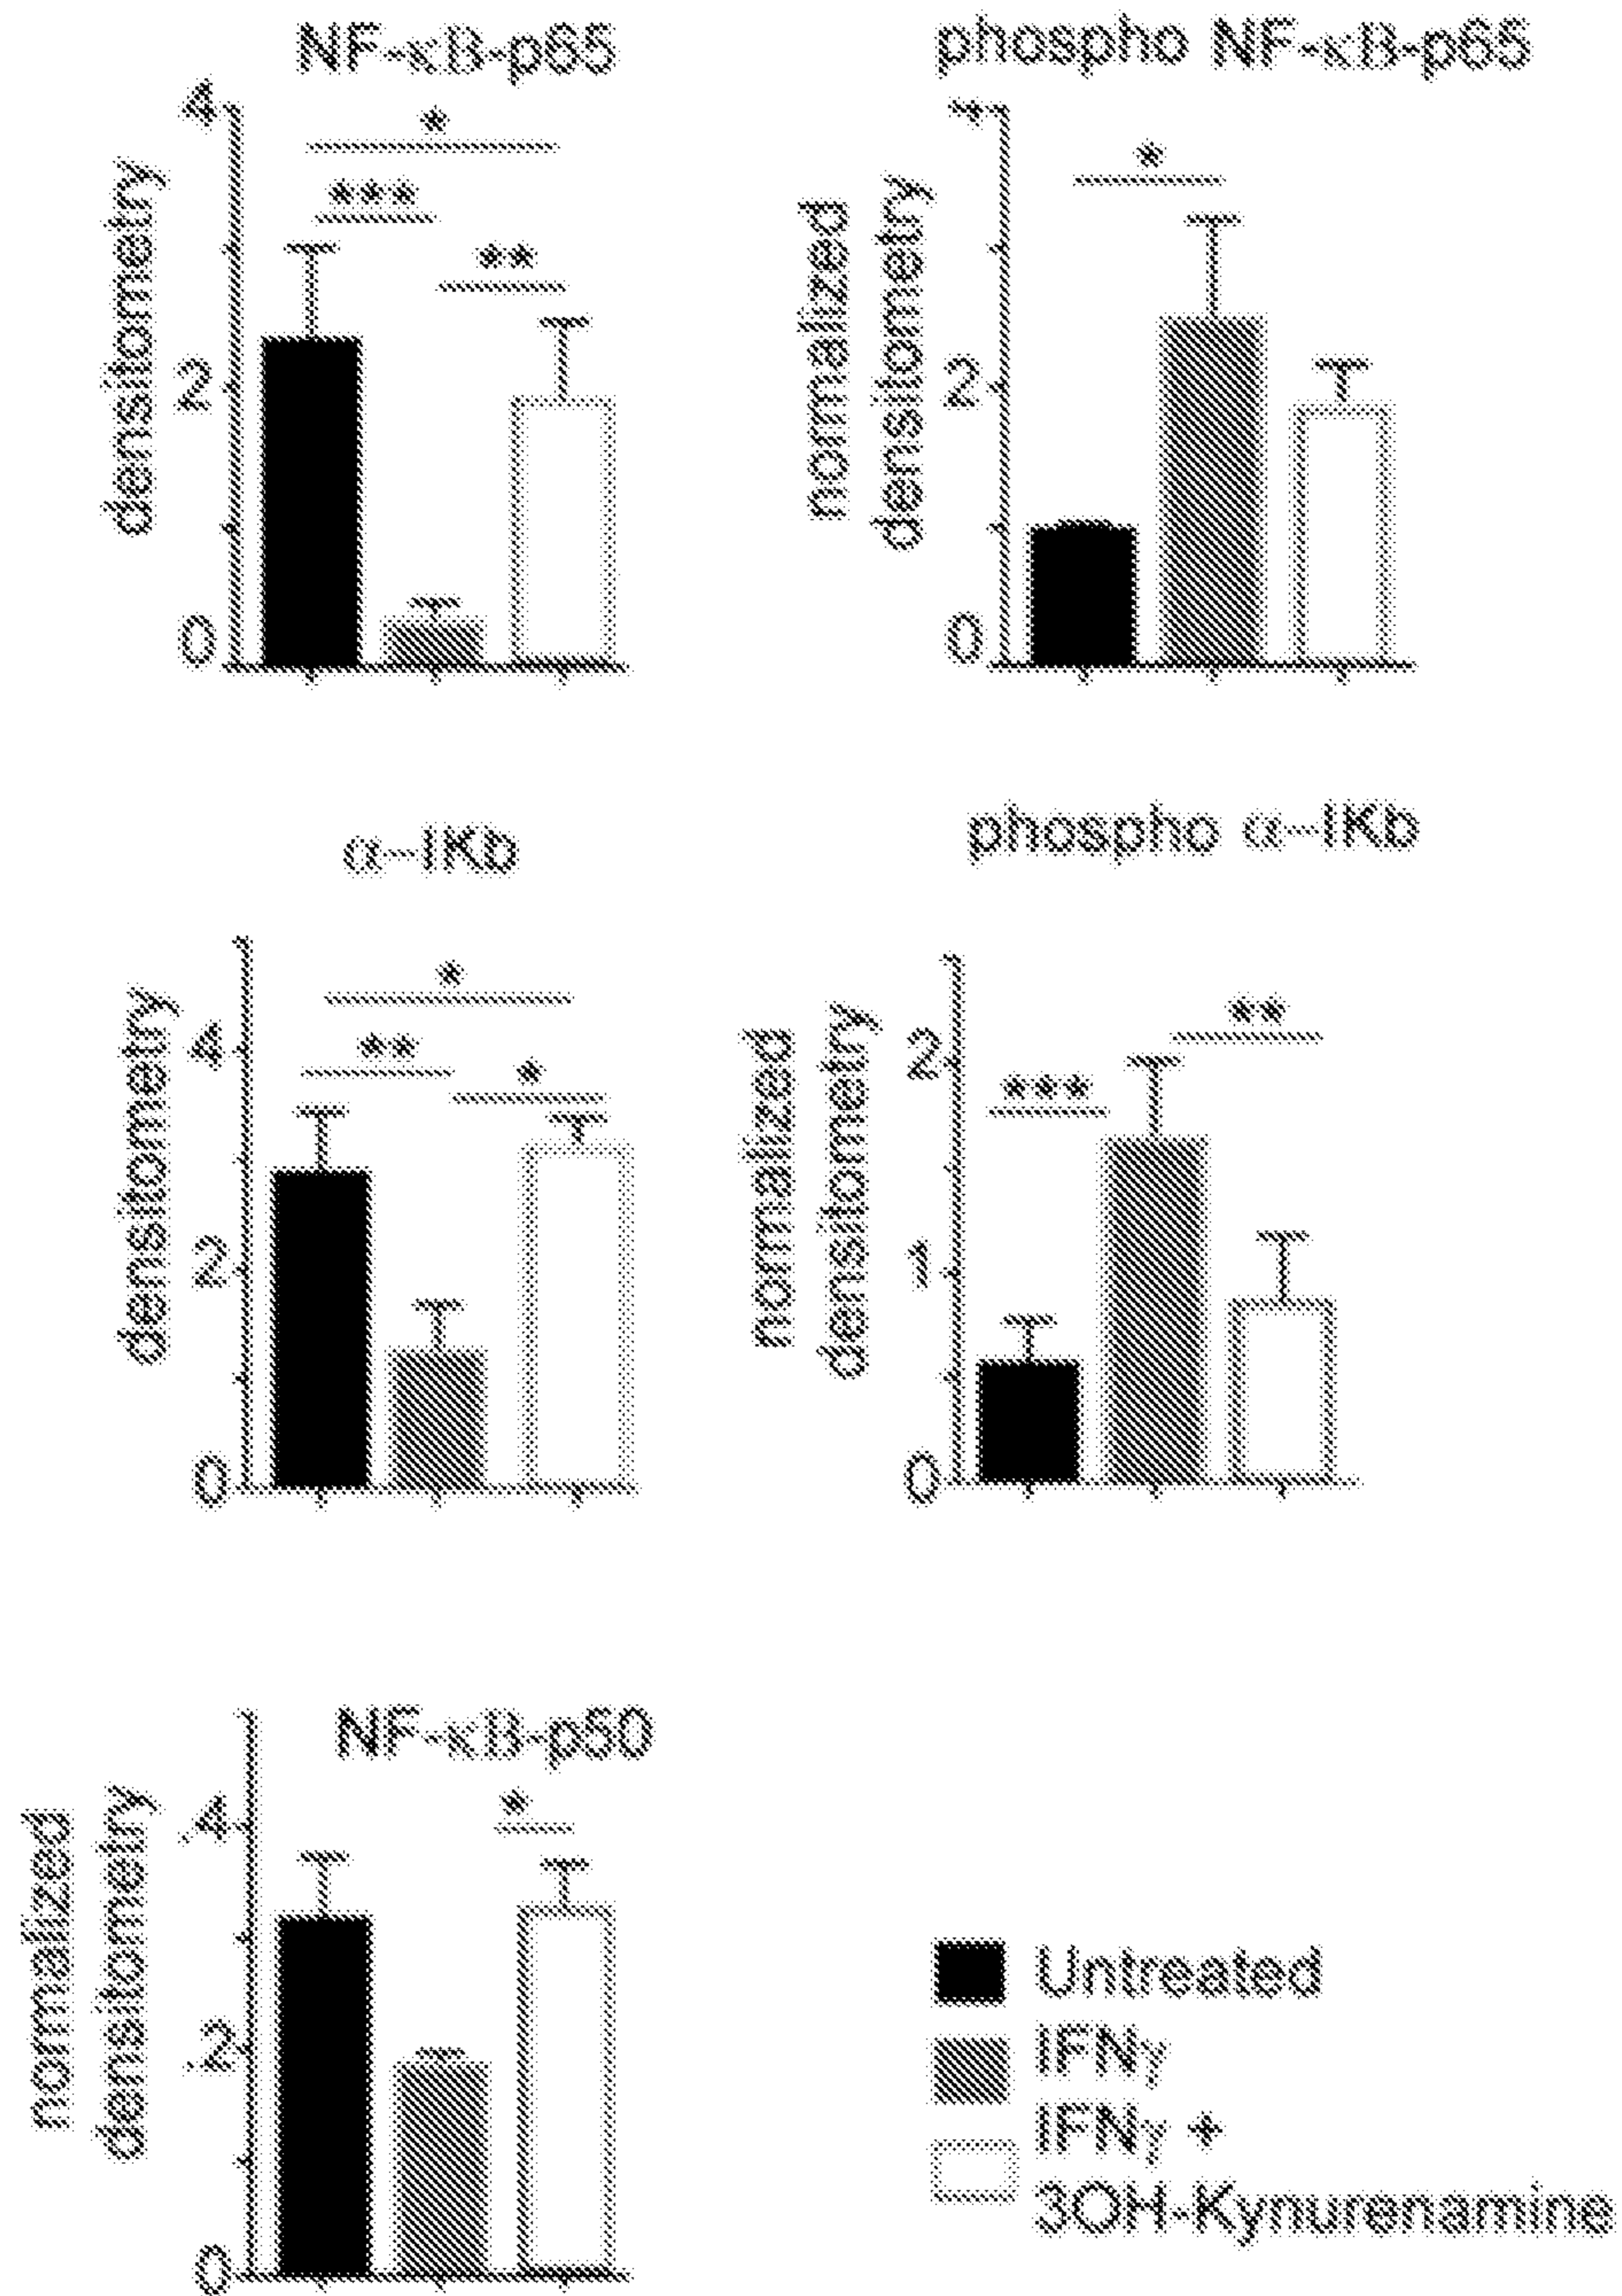 NF-κB-p65
densitometry
4
2
0
*
***
**
phospho NF-κB-p65
normalized
densitometry
4
2
0
*
α-IKb
densitometry
4
2
0
*
**
*
phospho α-IKb
normalized
densitometry
2
1
0
**
***
NF-κB-p50
normalized
densitometry
4
2
0
*
Untreated
IFNγ
IFNγ +
3OH-Kynurenamine